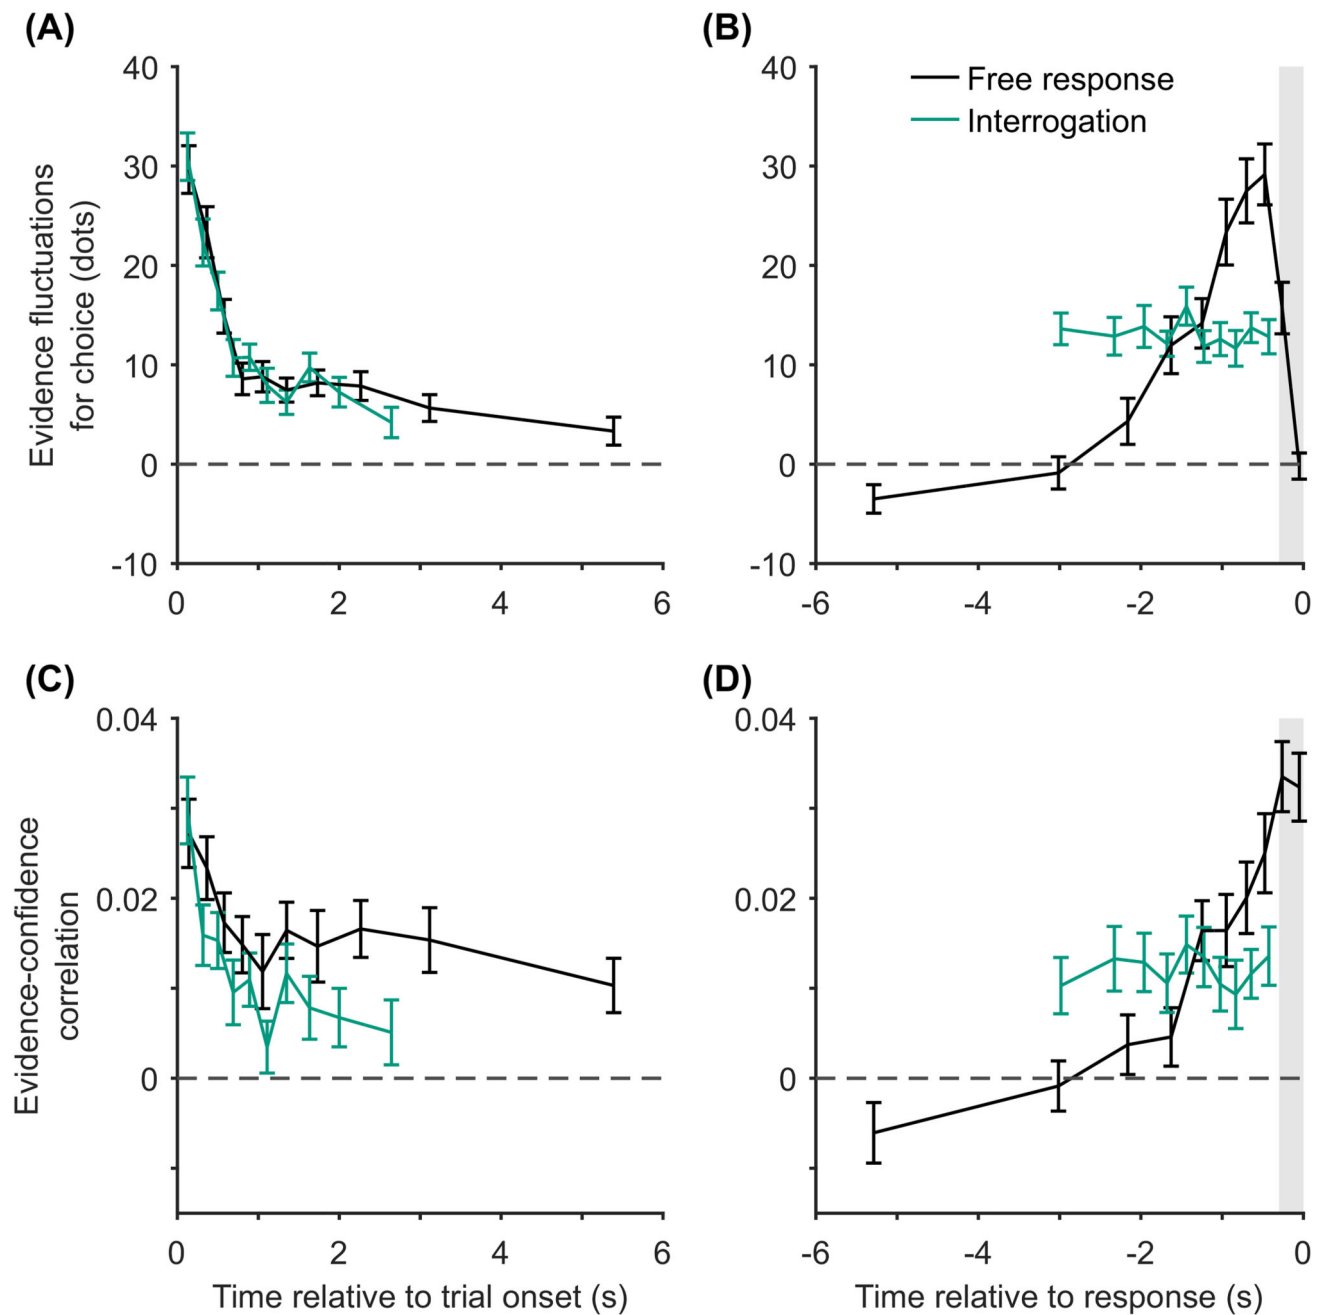 (A)
40
30
20
10
0
-10
Evidence fluctuations
for choice (dots)
0 2 4 6
(B)
40
30
20
10
0
-10
Free response
Interrogation
-6 -4 -2 0
(C)
0.04
0.02
0
Evidence-confidence
correlation
0 2 4 6
Time relative to trial onset (s)
(D)
0.04
0.02
0
-6 -4 -2 0
Time relative to response (s)